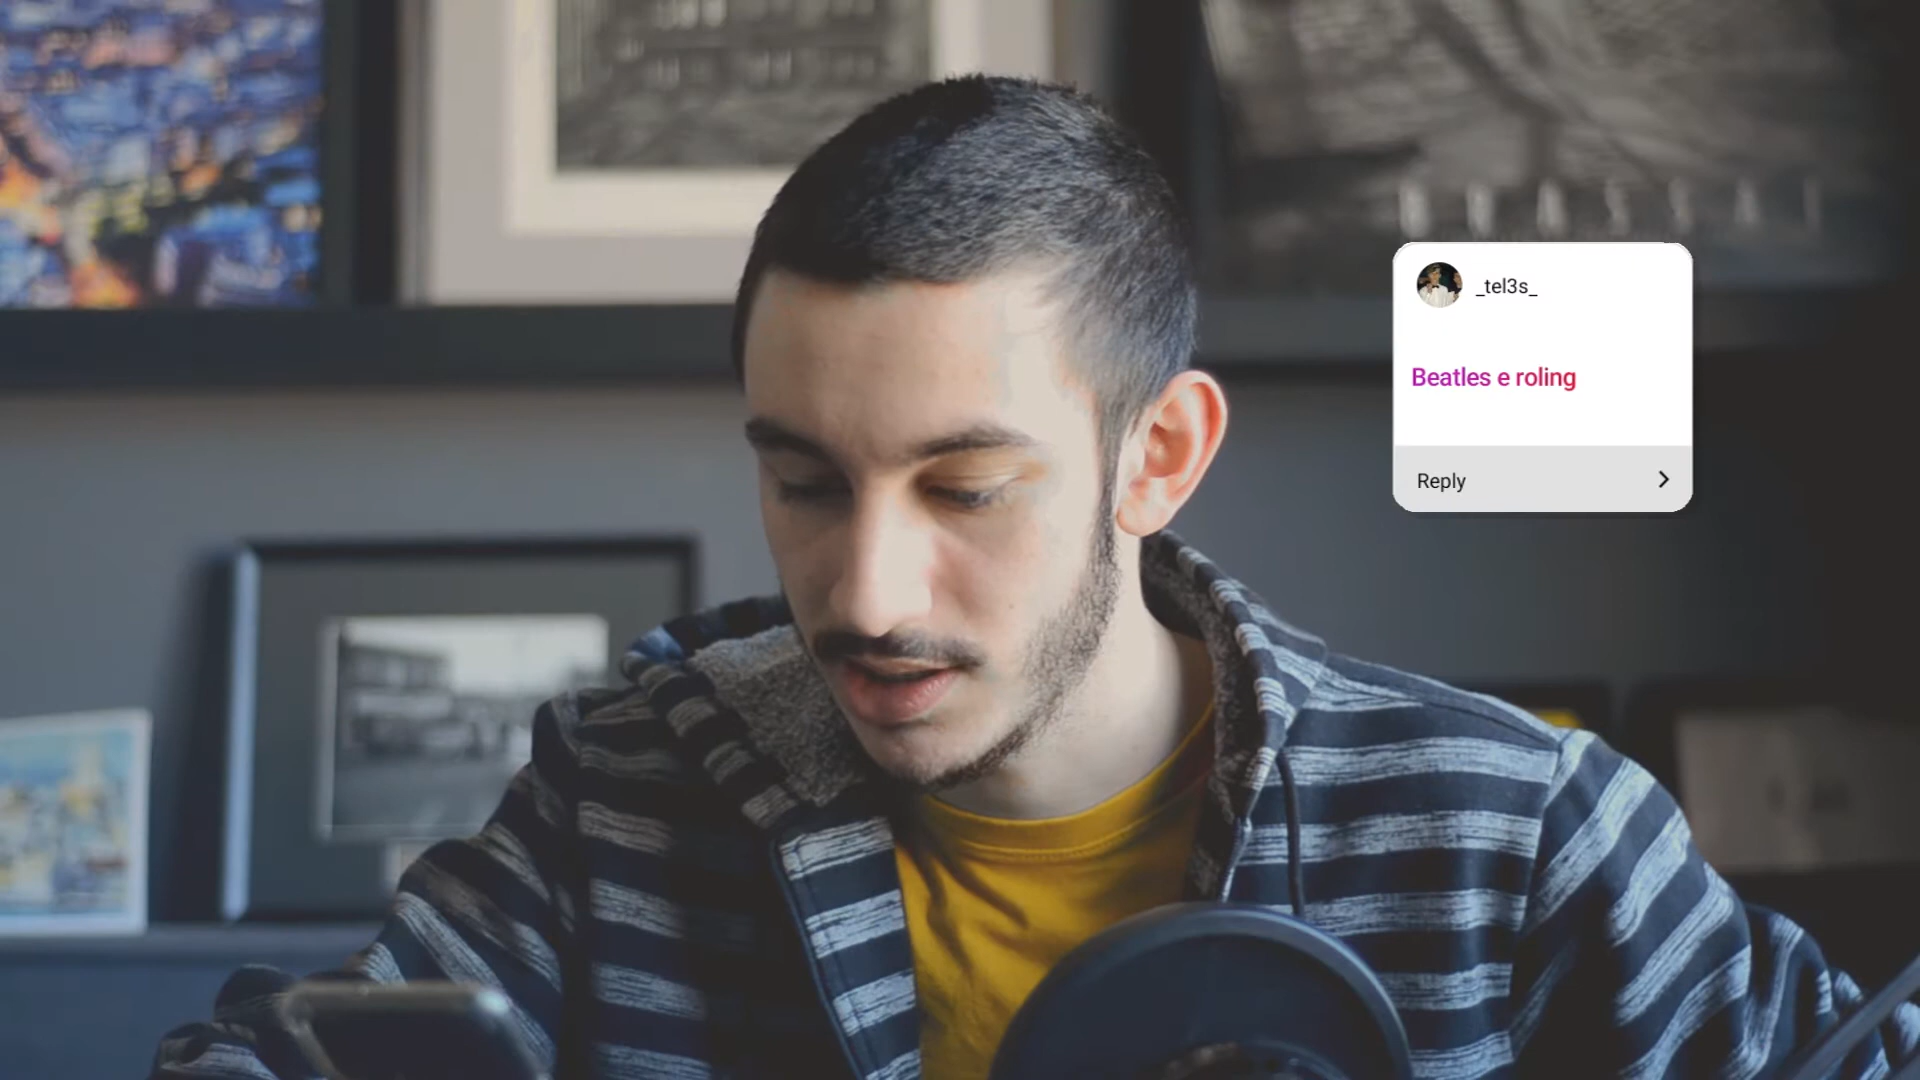 _tel3s_
Beatles e roling
Reply